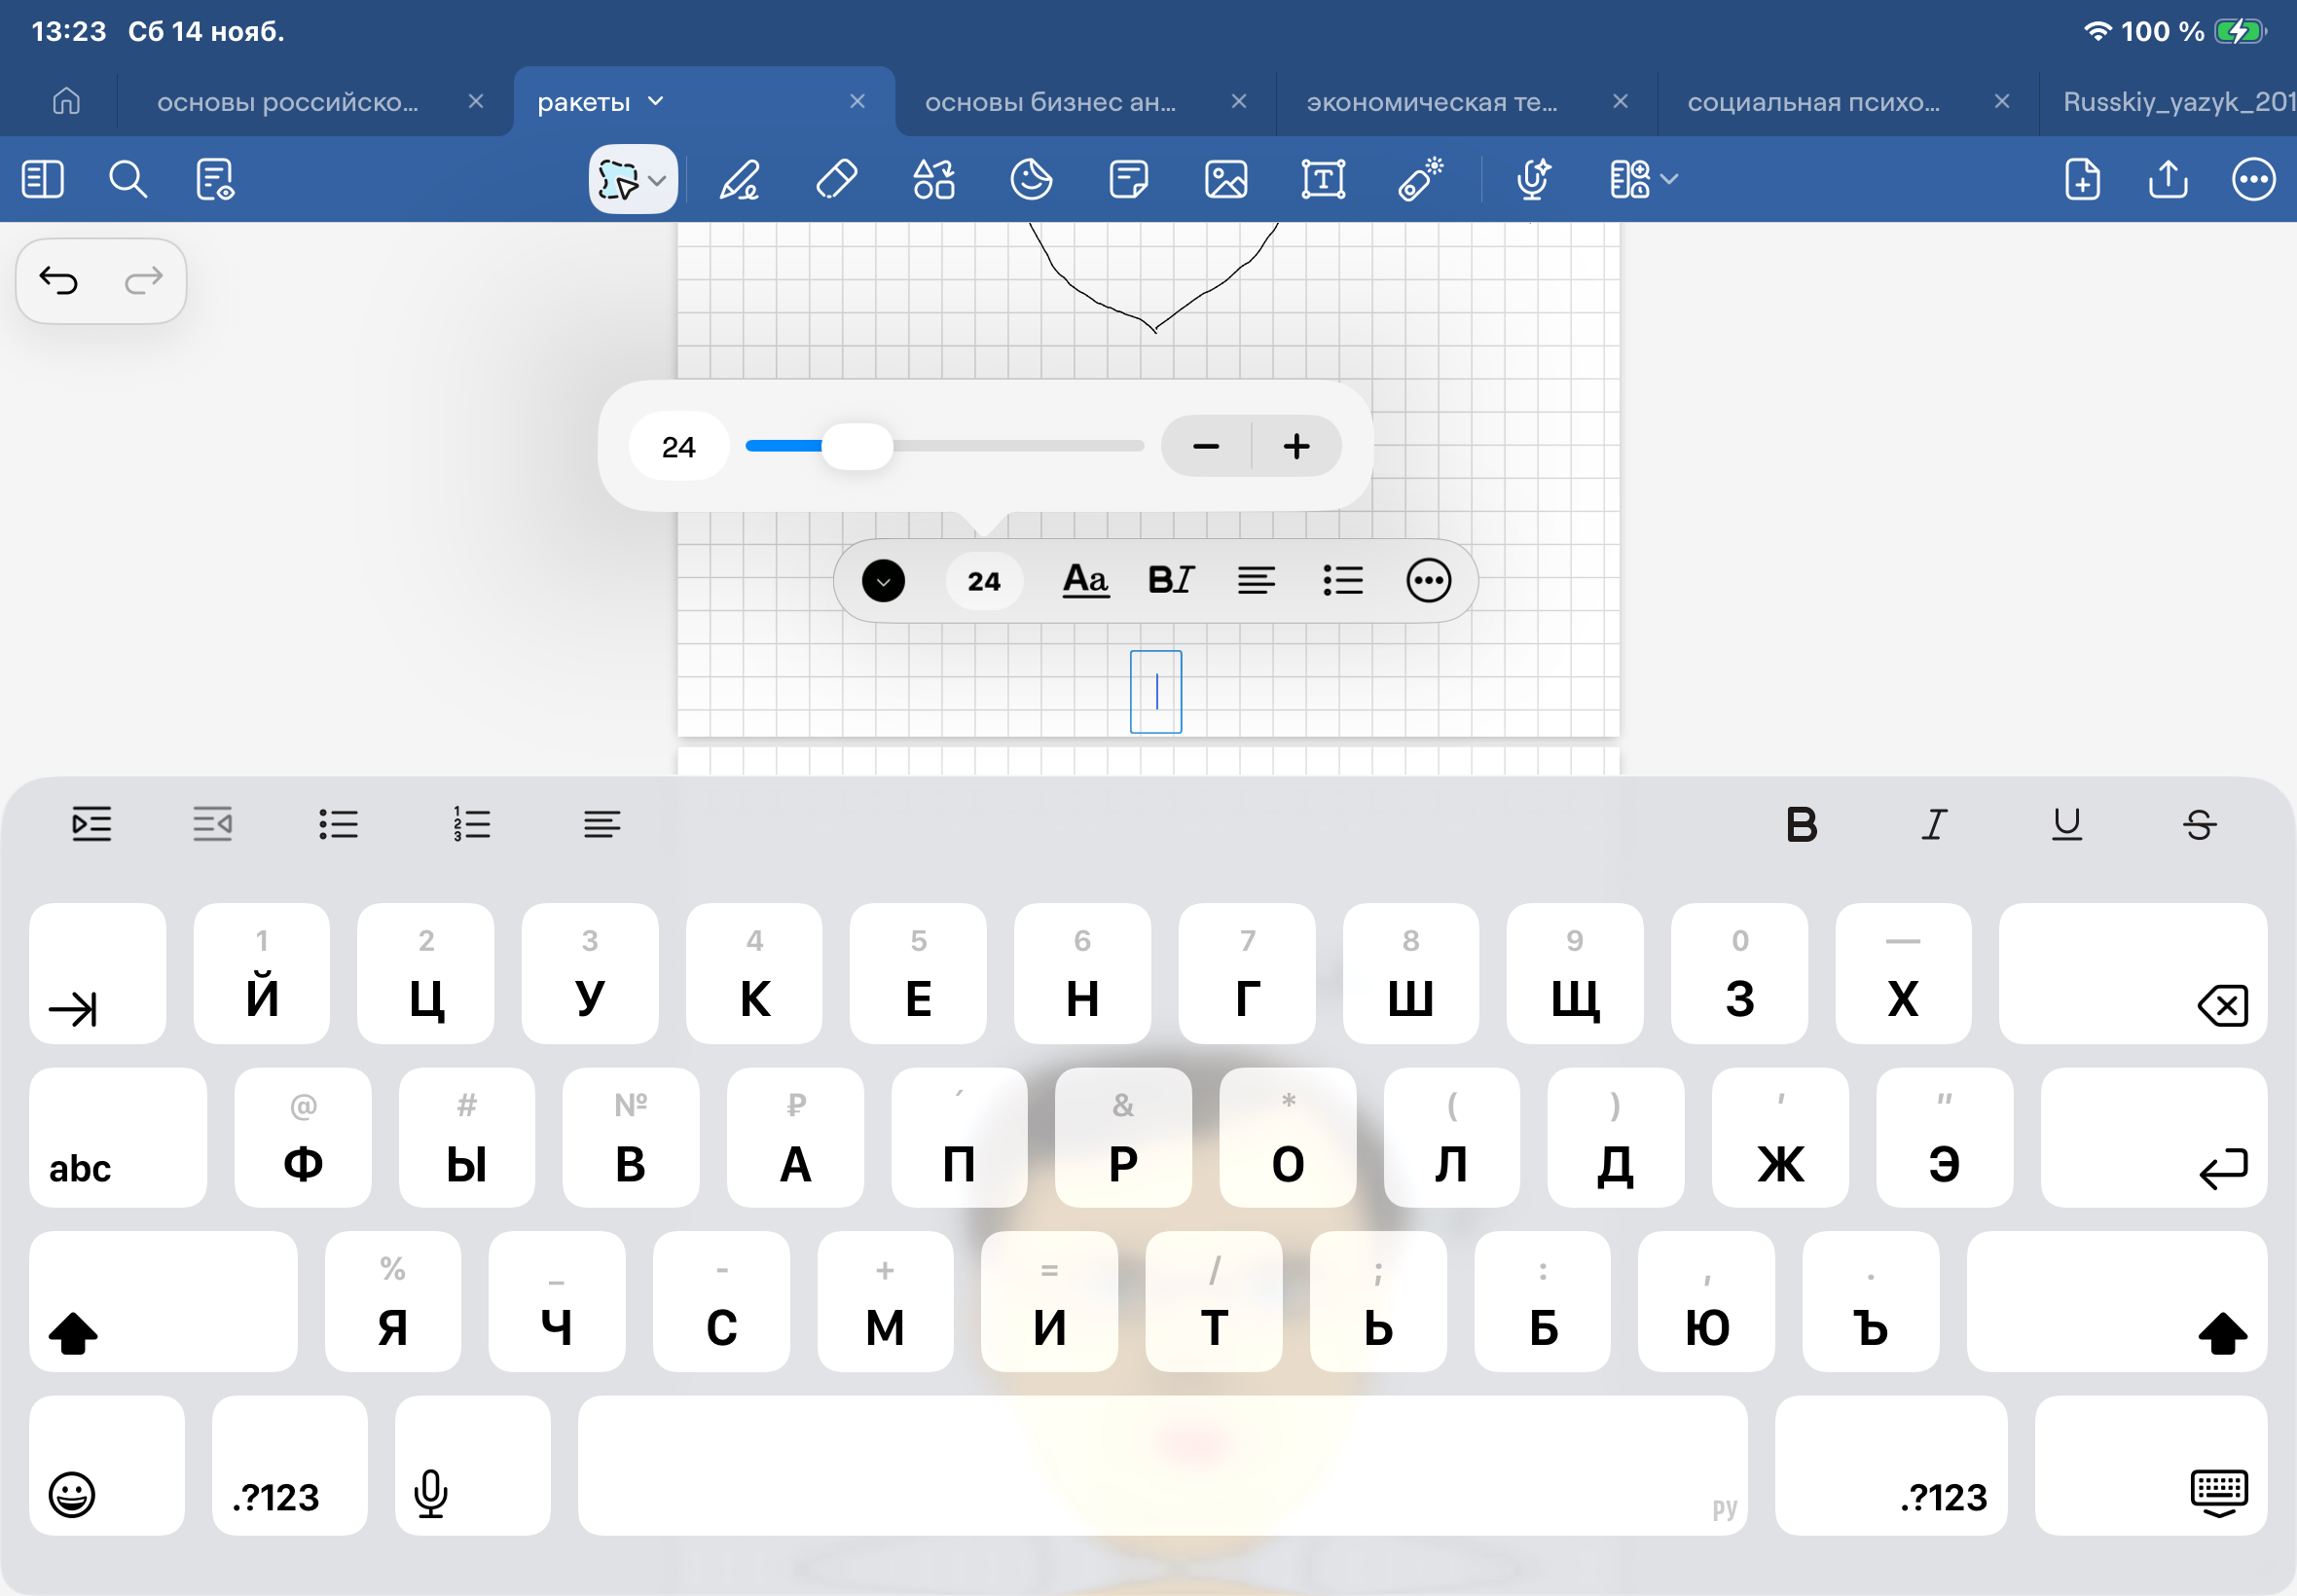 13:23 Сб 14 нояб. 100 %
основы российско... ракеты основы бизнес ан... экономическая те... социальная психо... Russkiy_yazyk_201
24
24 Aa BI
B I U S
1 2 3 4 5 6 7 8 9 0 —
Й Ц У К Е Н Г Ш Щ З Х
@ # № ₽ ´ & * ( ) ' "
abc Ф Ы В А П Р О Л Д Ж Э
% _ - + = / ; : , .
Я Ч С М И Т Ь Б Ю Ъ
.?123 РУ .?123